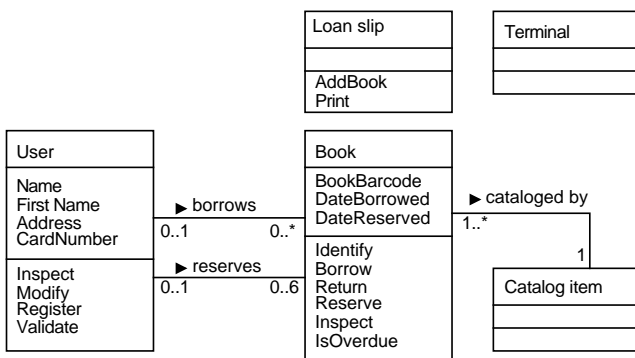 Loan slip
AddBook
Print
Terminal
User
Name
First Name
Address
CardNumber
Inspect
Modify
Register
Validate
▶ borrows
0..1
0..*
▶ reserves
0..1
0..6
Book
BookBarcode
DateBorrowed
DateReserved
Identify
Borrow
Return
Reserve
Inspect
IsOverdue
▶ cataloged by
1..*
1
Catalog item